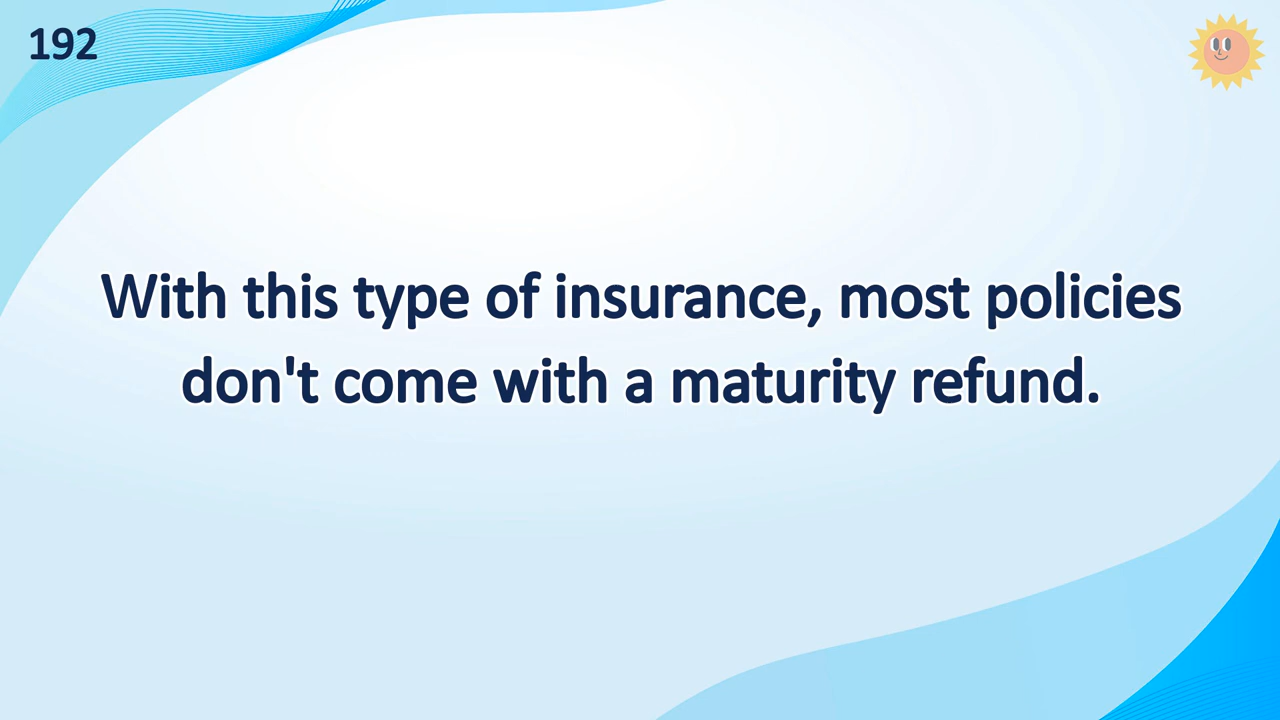 192
With this type of insurance, most policies
don't come with a maturity refund.